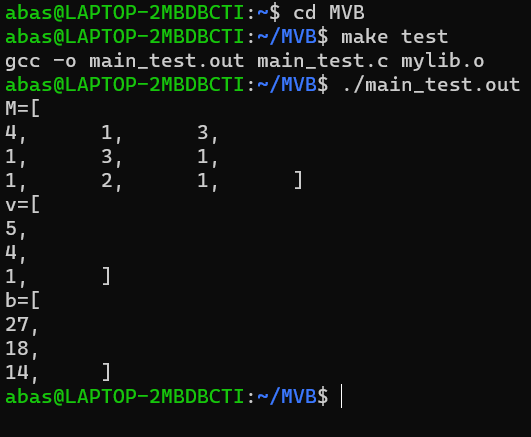 abas@LAPTOP-2MBDBCTI:~$ cd MVB
abas@LAPTOP-2MBDBCTI:~/MVB$ make test
gcc -o main_test.out main_test.c mylib.o
abas@LAPTOP-2MBDBCTI:~/MVB$ ./main_test.out
M=[
4,      1,      3,
1,      3,      1,
1,      2,      1,      ]
v=[
5,
4,
1,      ]
b=[
27,
18,
14,     ]
abas@LAPTOP-2MBDBCTI:~/MVB$